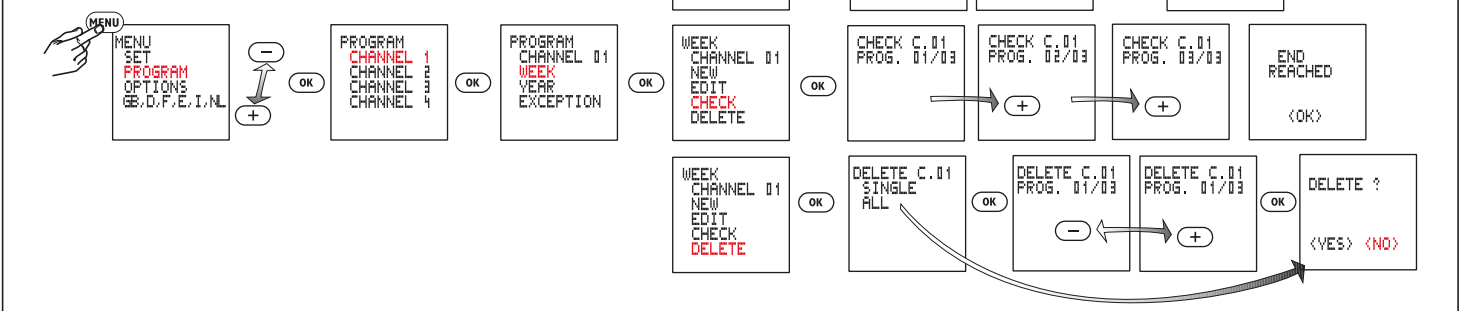 MENU
MENU
SET
PROGRAM
OPTIONS
GB,D,F,E,I,NL
−
+
OK
PROGRAM
CHANNEL 1
CHANNEL 2
CHANNEL 3
CHANNEL 4
OK
PROGRAM
CHANNEL 01
WEEK
YEAR
EXCEPTION
OK
WEEK
CHANNEL 01
NEW
EDIT
CHECK
DELETE
OK
CHECK C.01
PROG. 01/03
CHECK C.01
PROG. 02/03
+
CHECK C.01
PROG. 03/03
+
END
REACHED
<OK>
WEEK
CHANNEL 01
NEW
EDIT
CHECK
DELETE
OK
DELETE C.01
SINGLE
ALL
OK
DELETE C.01
PROG. 01/03
−
DELETE C.01
PROG. 01/03
+
OK
DELETE ?
<YES> <NO>